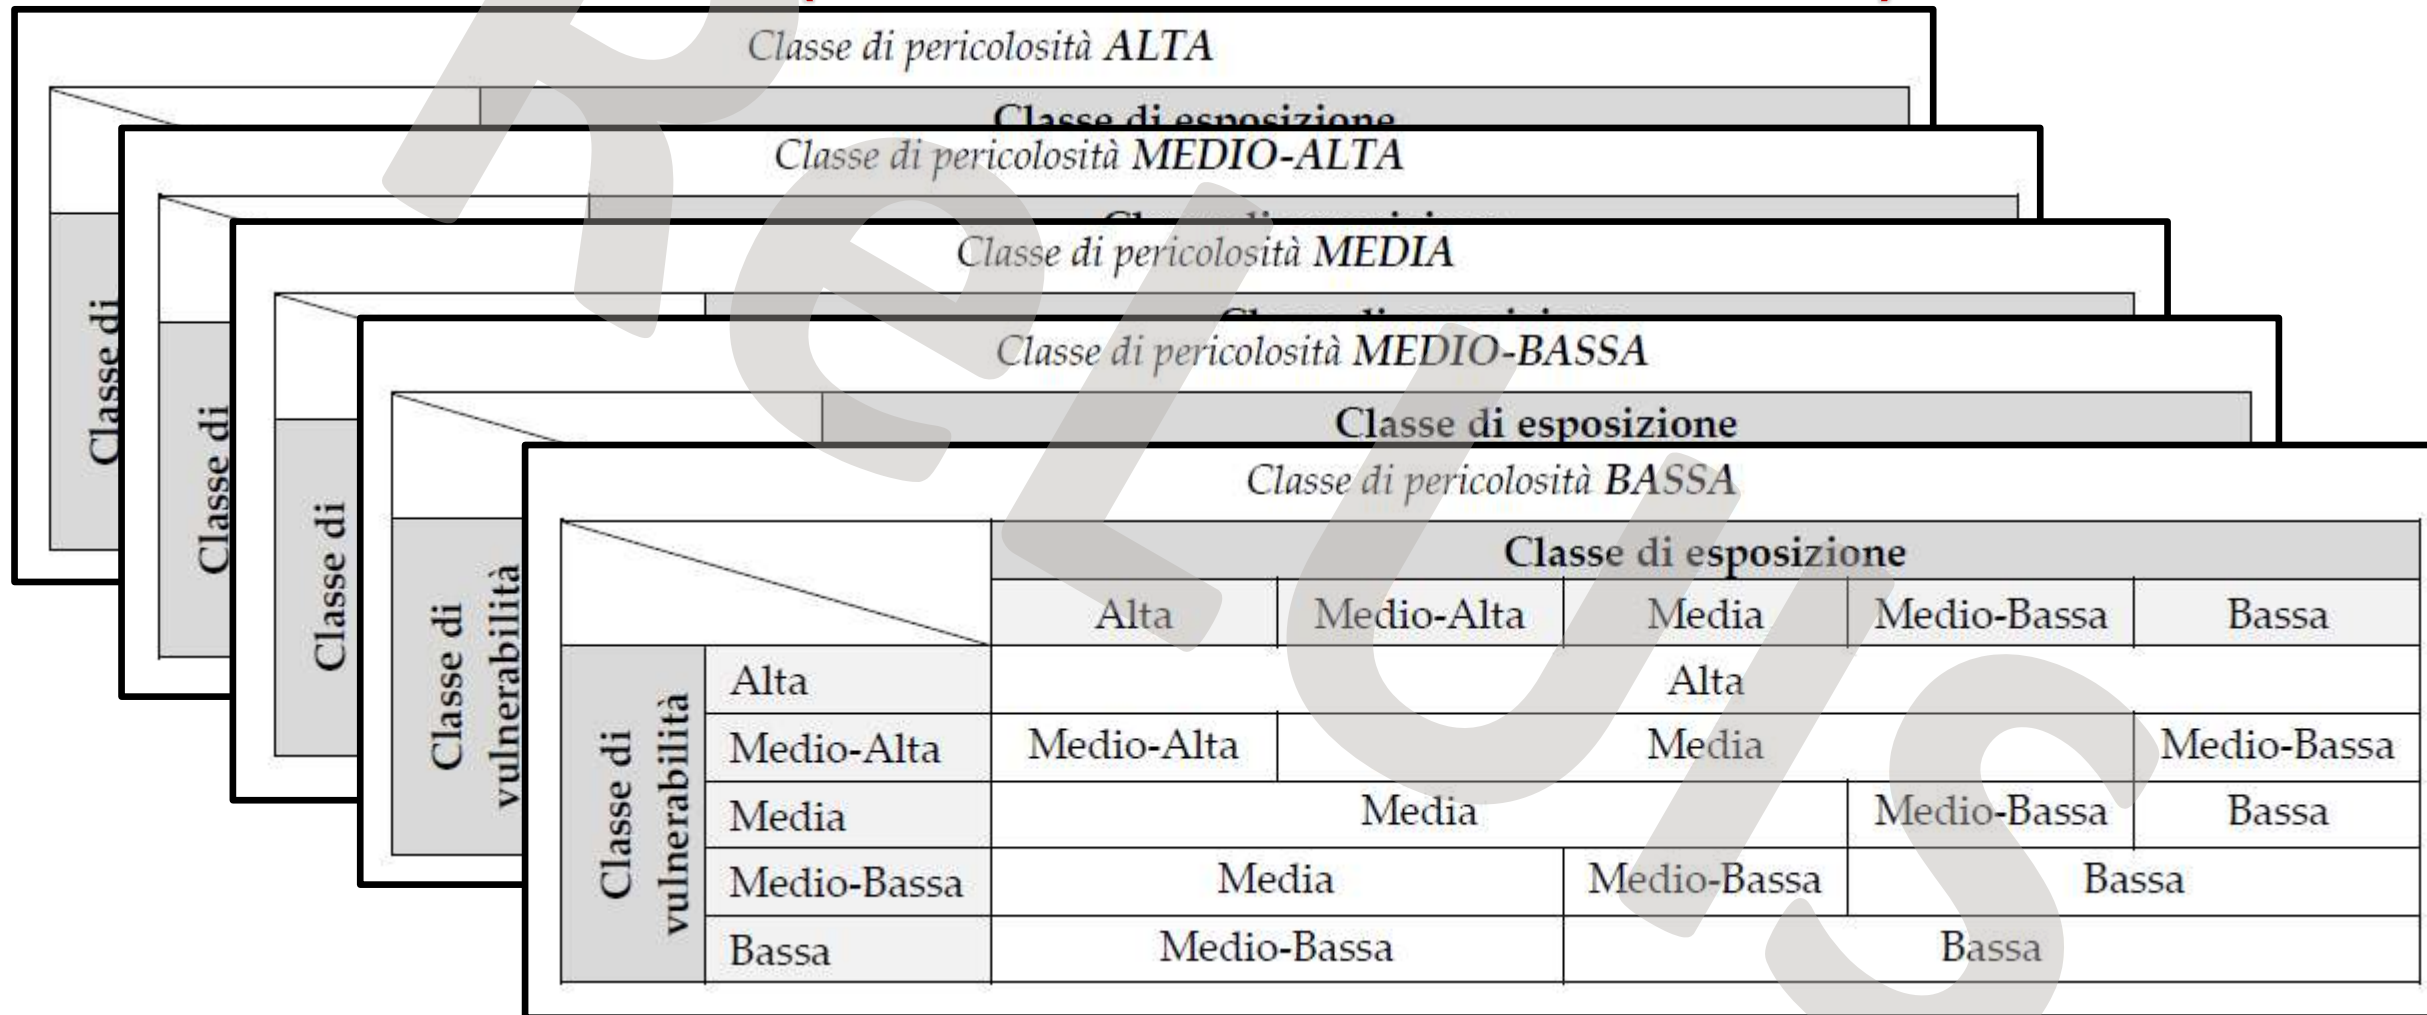 Classe di pericolosità ALTA
Classe di esposizione
Classe di
Classe di pericolosità MEDIO-ALTA
Classe di
Classe di pericolosità MEDIA
Classe di
Classe di pericolosità MEDIO-BASSA
Classe di esposizione
Classe di
vulnerabilità
Classe di pericolosità BASSA
Classe di esposizione
Alta Medio-Alta Media Medio-Bassa Bassa
Classe di
vulnerabilità
Alta Alta
Medio-Alta Medio-Alta Media Medio-Bassa
Media Media Medio-Bassa Bassa
Medio-Bassa Media Medio-Bassa Bassa
Bassa Medio-Bassa Bassa
ReLUIS